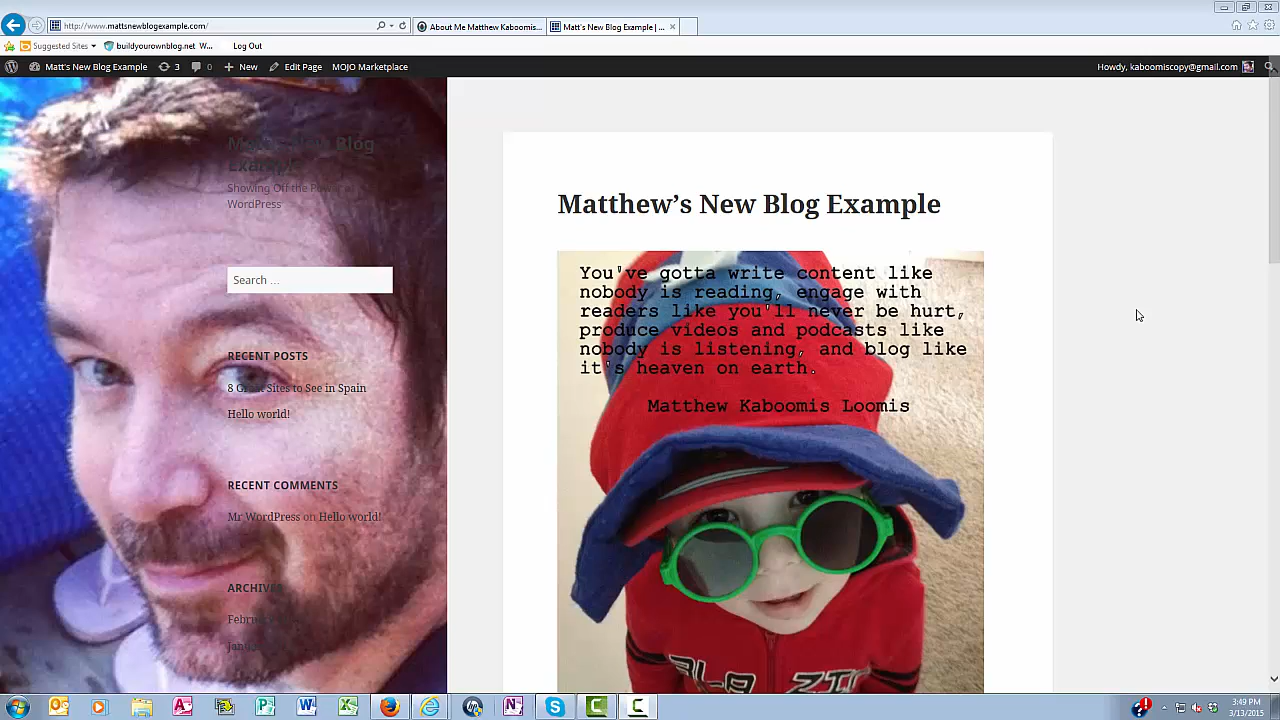 http://www.mattsnewblogexample.com/
About Me Matthew Kaboomis...
Matt's New Blog Example | ...
Suggested Sites
buildyourownblog.net W...
Log Out
Matt's New Blog Example
3
0
New
Edit Page
MOJO Marketplace
Howdy, kaboomiscopy@gmail.com
Matt's New Blog
Example
Showing Off the Power
WordPress
Search ...
RECENT POSTS
8 Great Sites to See in Spain
Hello world!
RECENT COMMENTS
Mr WordPress on Hello world!
ARCHIVES
Matthew's New Blog Example
You've gotta write content like
nobody is reading, engage with
readers like you'll never be hurt,
produce videos and podcasts like
nobody is listening, and blog like
it's heaven on earth.
Matthew Kaboomis Loomis
3:49 PM
3/13/2015